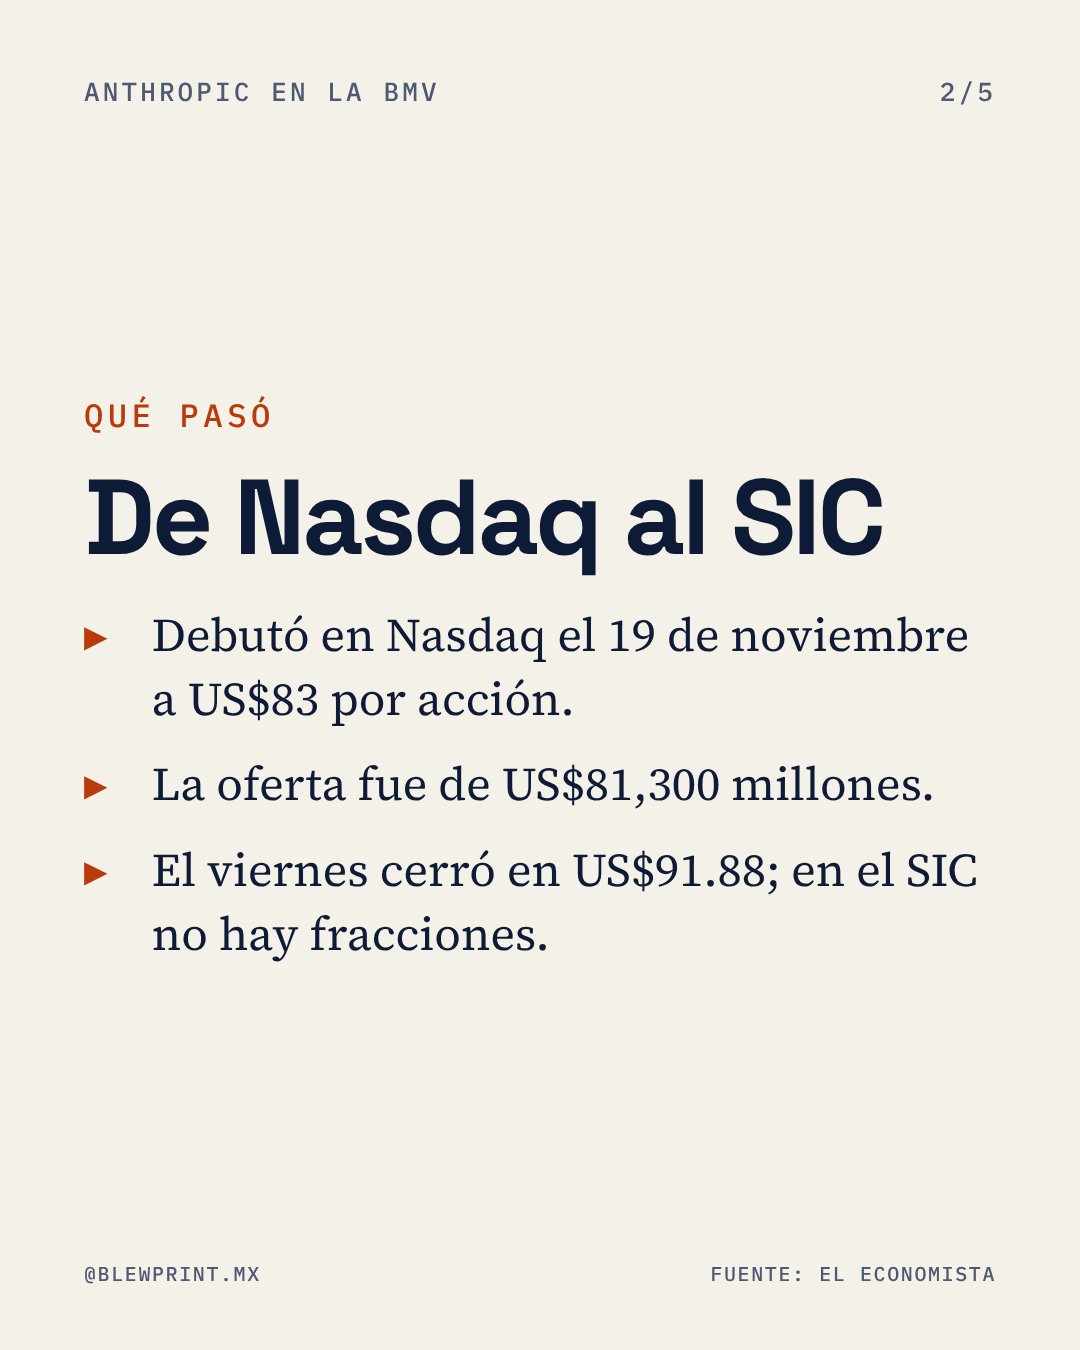 ANTHROPIC EN LA BMV
2/5
QUÉ PASÓ
De Nasdaq al SIC
▶ Debutó en Nasdaq el 19 de noviembre
a US$83 por acción.
▶ La oferta fue de US$81,300 millones.
▶ El viernes cerró en US$91.88; en el SIC
no hay fracciones.
@BLEWPRINT.MX
FUENTE: EL ECONOMISTA